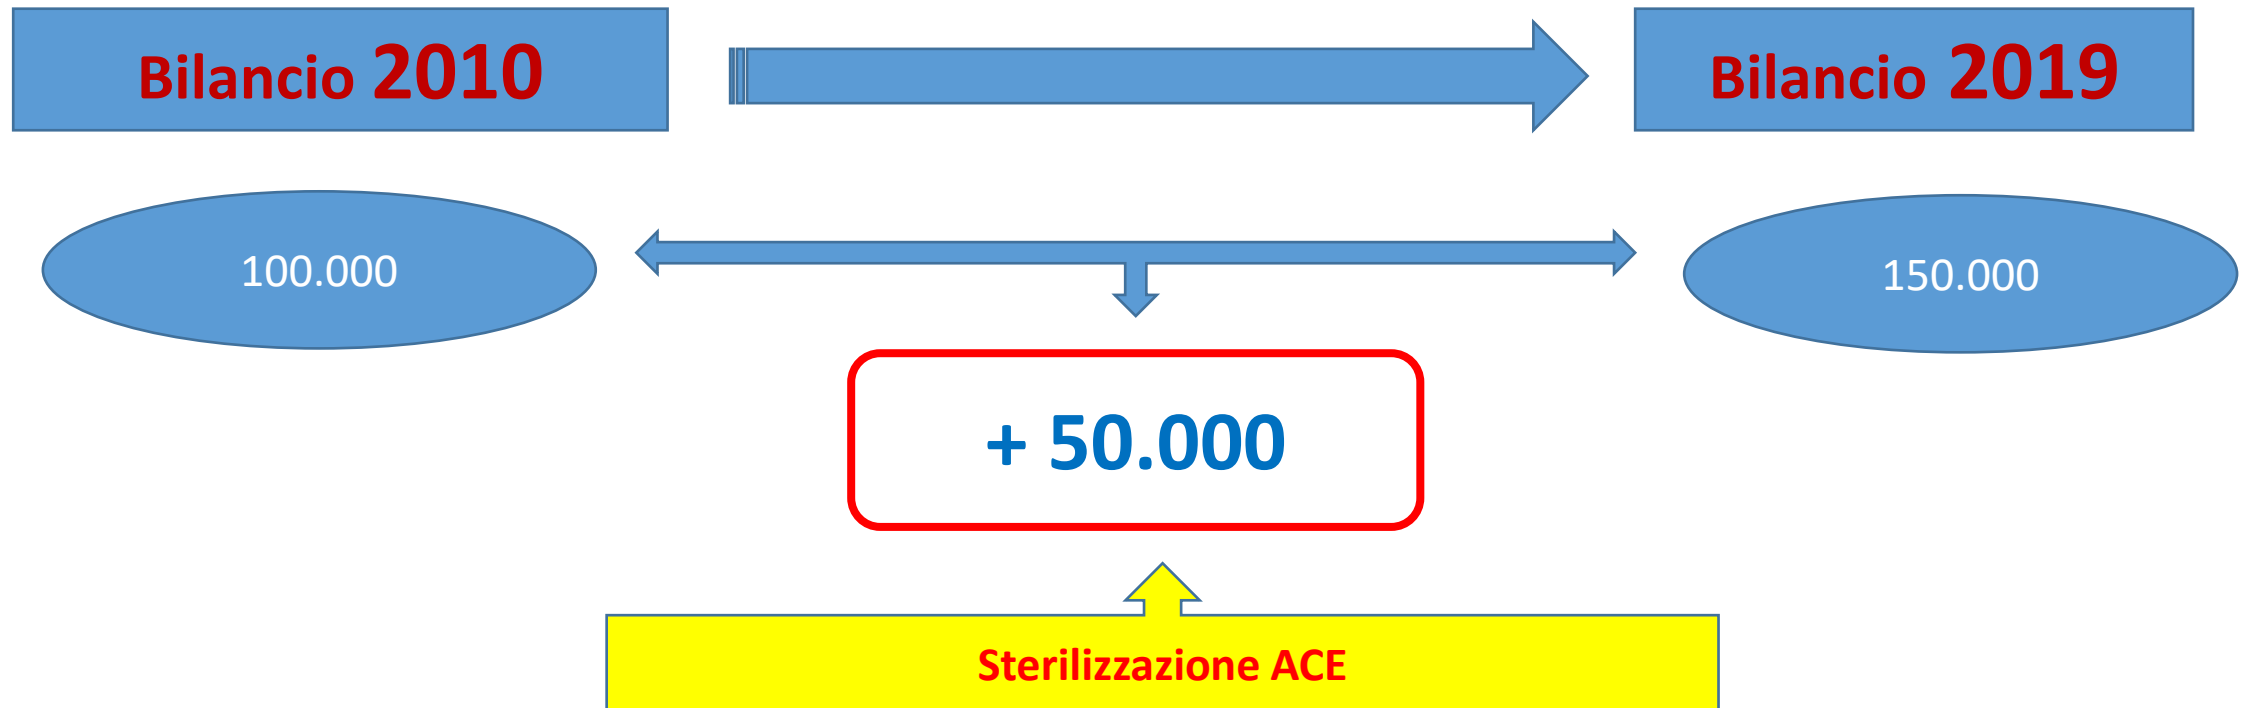 Bilancio 2010
Bilancio 2019
100.000
150.000
+ 50.000
Sterilizzazione ACE